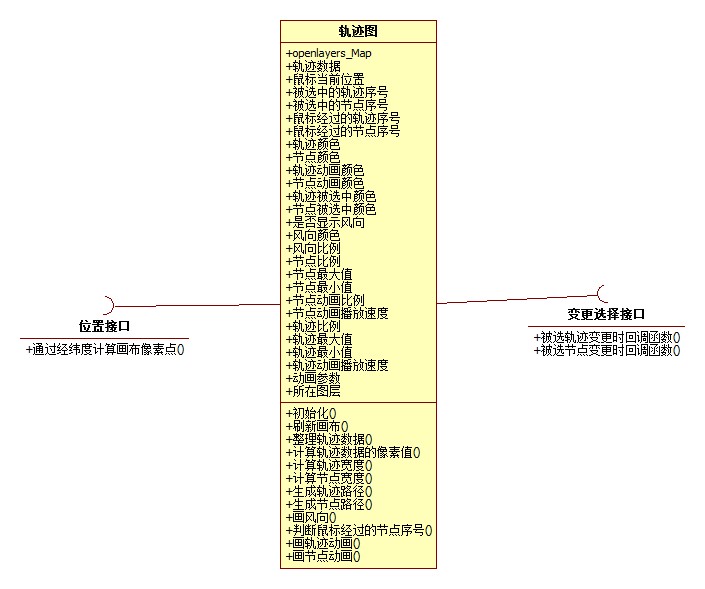 轨迹图
+openlayers_Map
+轨迹数据
+鼠标当前位置
+被选中的轨迹序号
+被选中的节点序号
+鼠标经过的轨迹序号
+鼠标经过的节点序号
+轨迹颜色
+节点颜色
+轨迹动画颜色
+节点动画颜色
+轨迹被选中颜色
+节点被选中颜色
+是否显示风向
+风向颜色
+风向比例
+节点比例
+节点最大值
+节点最小值
+节点动画比例
+节点动画播放速度
+轨迹比例
+轨迹最大值
+轨迹最小值
+轨迹动画播放速度
+动画参数
+所在图层
+初始化()
+刷新画布()
+整理轨迹数据()
+计算轨迹数据的像素值()
+计算轨迹宽度()
+计算节点宽度()
+生成轨迹路径()
+生成节点路径()
+画风向()
+判断鼠标经过的节点序号()
+画轨迹动画()
+画节点动画()
位置接口
+通过经纬度计算画布像素点()
变更选择接口
+被选轨迹变更时回调函数()
+被选节点变更时回调函数()